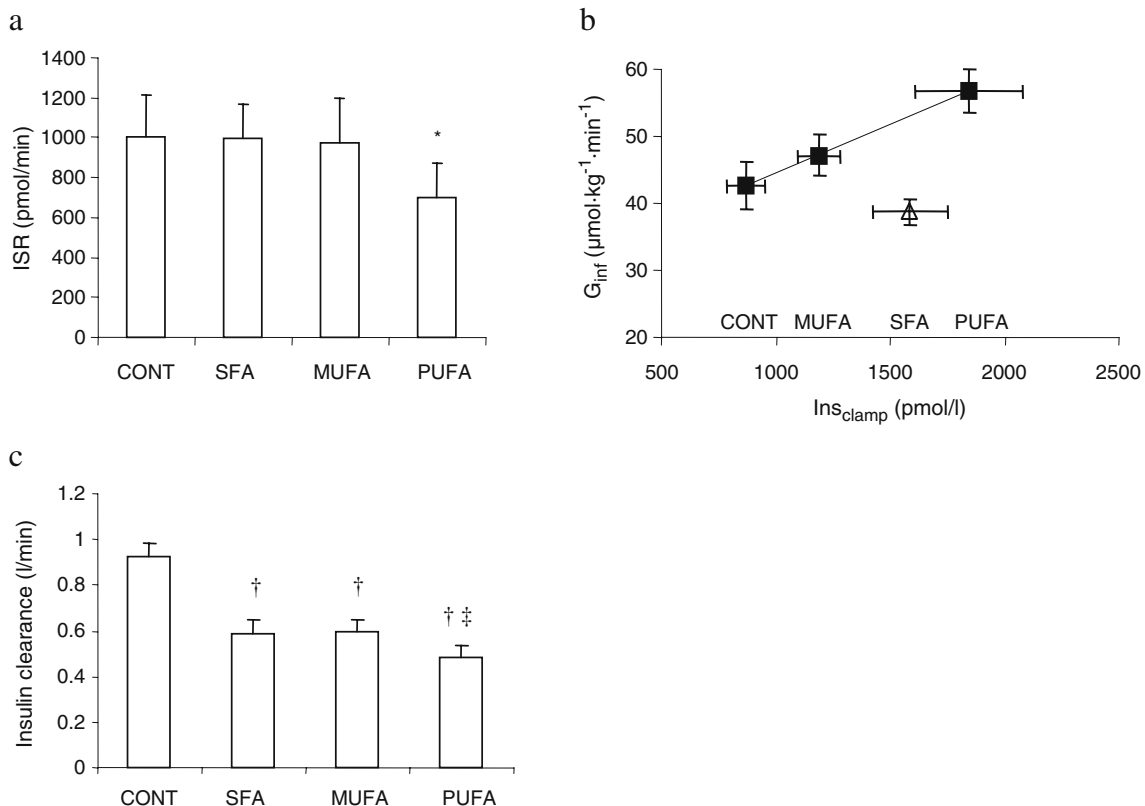 a
1400
1200
1000
800
600
400
200
0
ISR (pmol/min)
*
CONT SFA MUFA PUFA
b
60
50
40
30
20
G_inf (µmol·kg⁻¹·min⁻¹)
CONT MUFA SFA PUFA
500 1000 1500 2000 2500
Ins_clamp (pmol/l)
c
1.2
1
0.8
0.6
0.4
0.2
0
Insulin clearance (l/min)
† † † ‡
CONT SFA MUFA PUFA